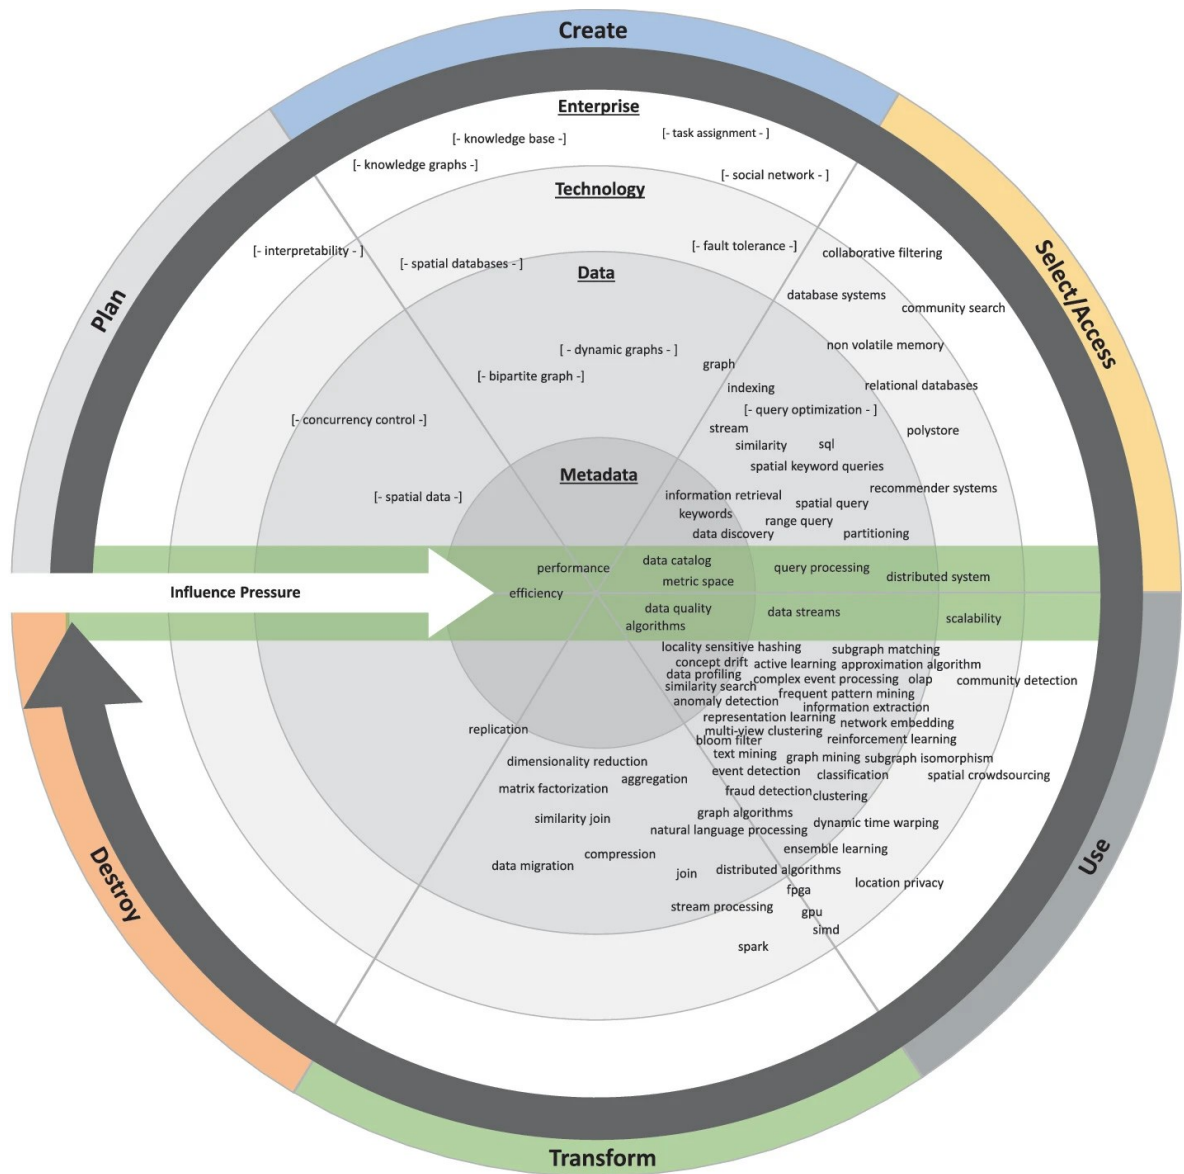 Create
Enterprise
[- knowledge base -]
[- task assignment - ]
[- knowledge graphs -]
[- social network - ]
Technology
[- interpretability - ]
[- fault tolerance -]
collaborative filtering
[- spatial databases - ]
Data
Select/Access
Plan
database systems
community search
non volatile memory
[- dynamic graphs - ]
graph
[- bipartite graph -]
indexing
relational databases
[- query optimization - ]
[- concurrency control -]
stream
polystore
similarity
sql
spatial keyword queries
Metadata
recommender systems
[- spatial data -]
information retrieval
spatial query
keywords
range query
data discovery
partitioning
data catalog
performance
query processing
distributed system
metric space
Influence Pressure
efficiency
data quality
data streams
scalability
algorithms
locality sensitive hashing
subgraph matching
concept drift
active learning
approximation algorithm
data profiling
complex event processing
olap
community detection
similarity search
frequent pattern mining
anomaly detection
information extraction
representation learning
network embedding
replication
multi-view clustering
bloom filter
reinforcement learning
text mining
graph mining
subgraph isomorphism
dimensionality reduction
event detection
classification
spatial crowdsourcing
aggregation
matrix factorization
fraud detection
clustering
graph algorithms
similarity join
natural language processing
dynamic time warping
ensemble learning
compression
data migration
join
distributed algorithms
location privacy
fpga
Use
Destroy
stream processing
gpu
simd
spark
Transform